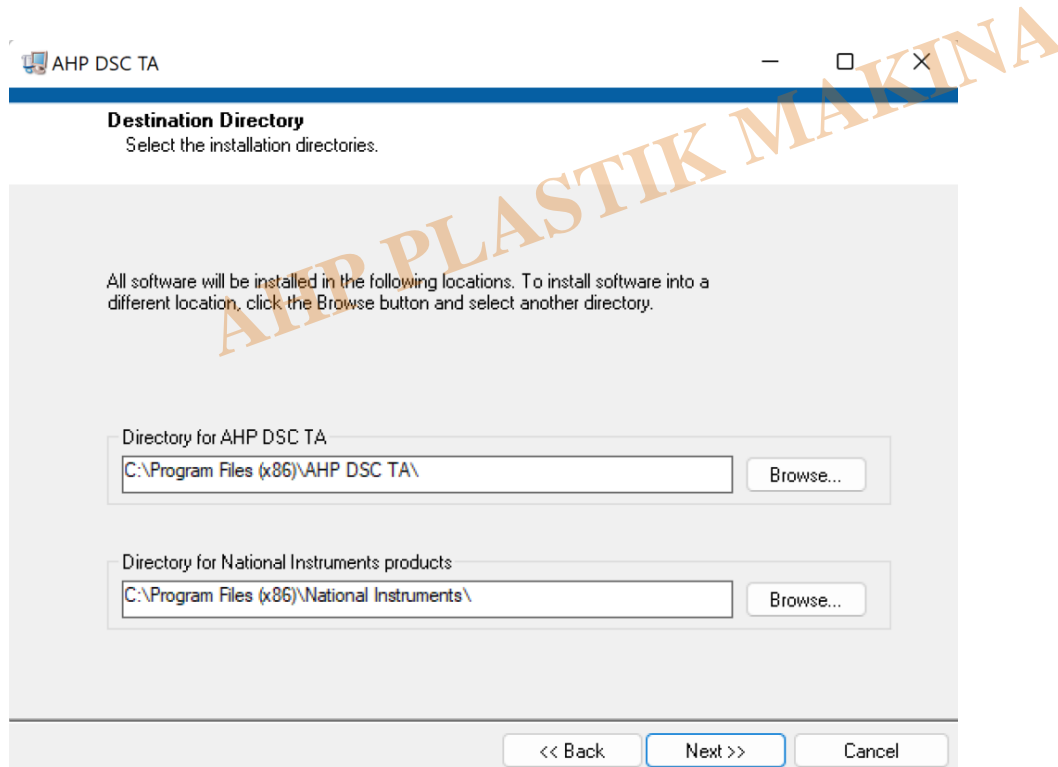 AHP DSC TA
Destination Directory
Select the installation directories.
AHP PLASTIK MAKINA
All software will be installed in the following locations. To install software into a
different location, click the Browse button and select another directory.
Directory for AHP DSC TA
C:\Program Files (x86)\AHP DSC TA\
Browse...
Directory for National Instruments products
C:\Program Files (x86)\National Instruments\
Browse...
<< Back
Next >>
Cancel